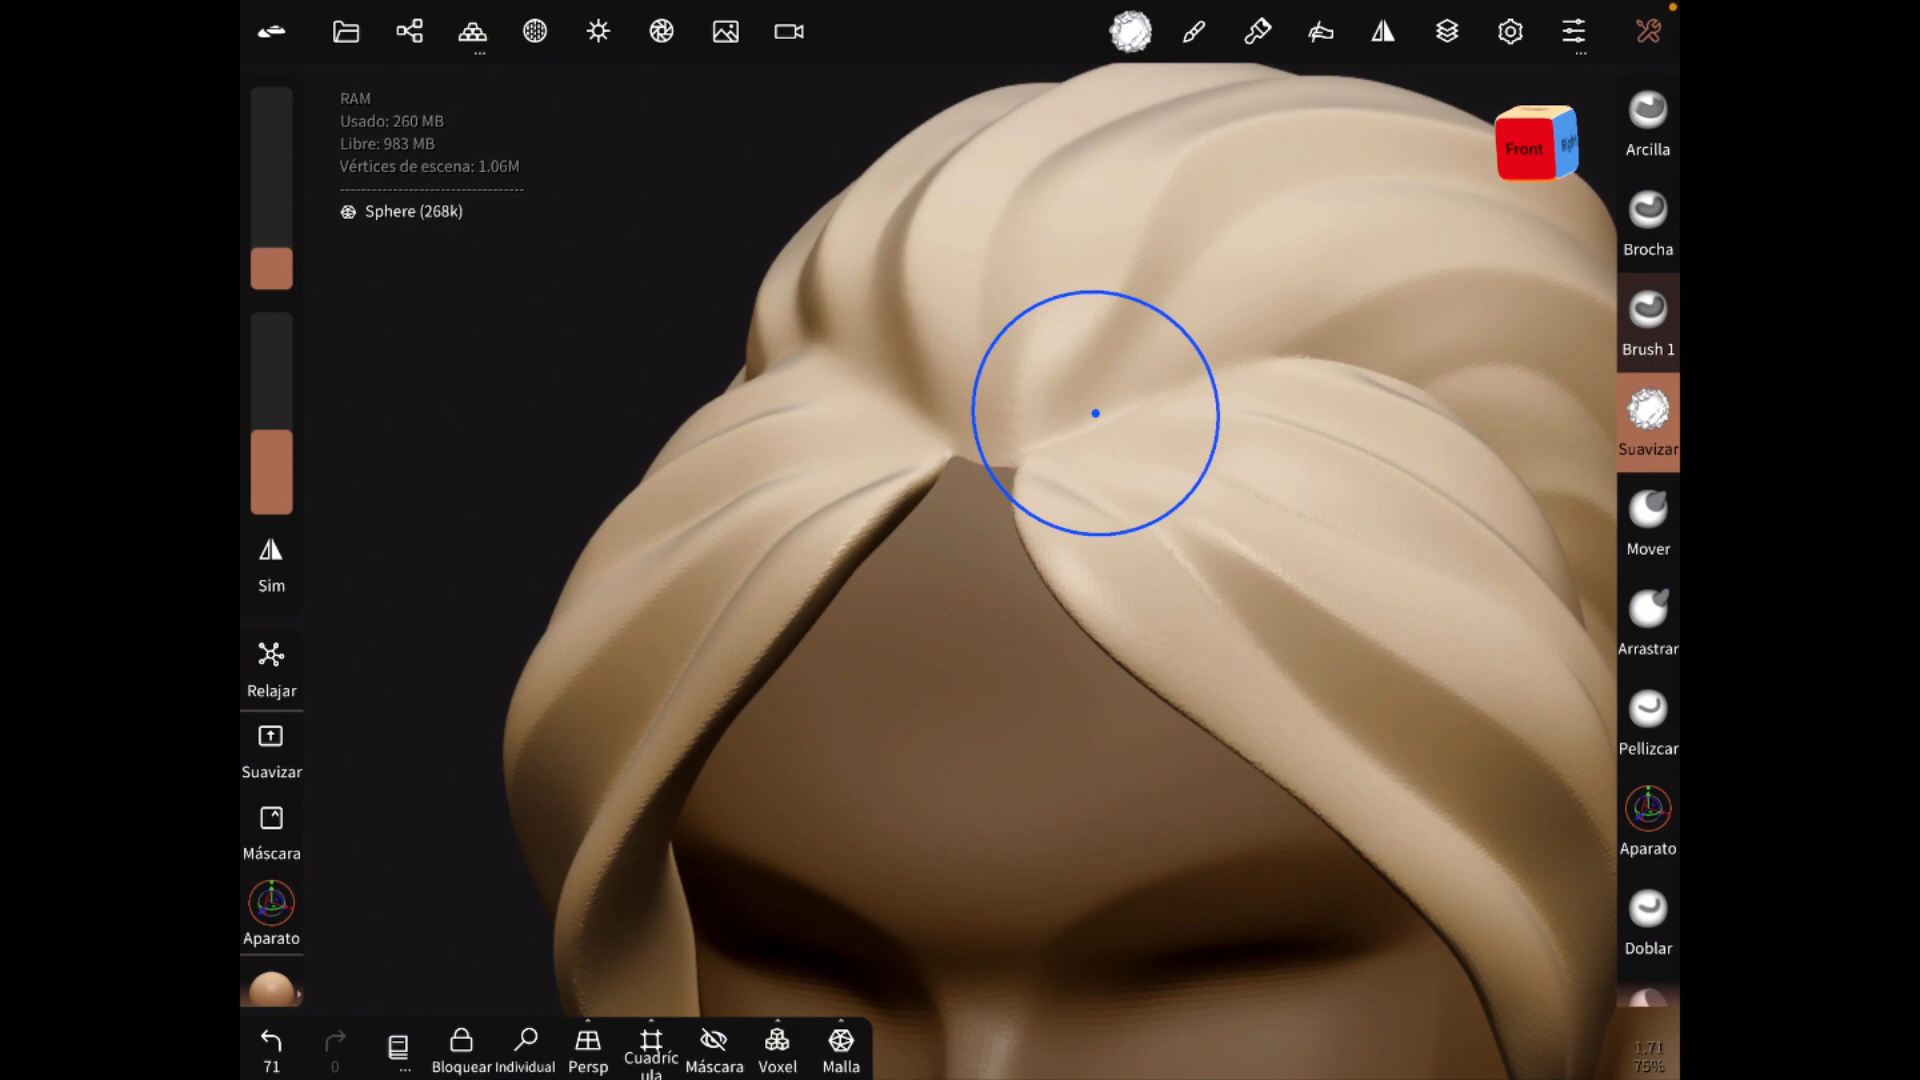 RAM
Usado: 260 MB
Libre: 983 MB
Vértices de escena: 1.06M
Sphere (268k)
Front
Right
Arcilla
Brocha
Brush 1
Suavizar
Mover
Arrastrar
Pellizcar
Aparato
Doblar
Sim
Relajar
Suavizar
Máscara
Aparato
71
0
...
Bloquear
Individual
Persp
Cuadríc
ula
Máscara
Voxel
Malla
1.71
75%